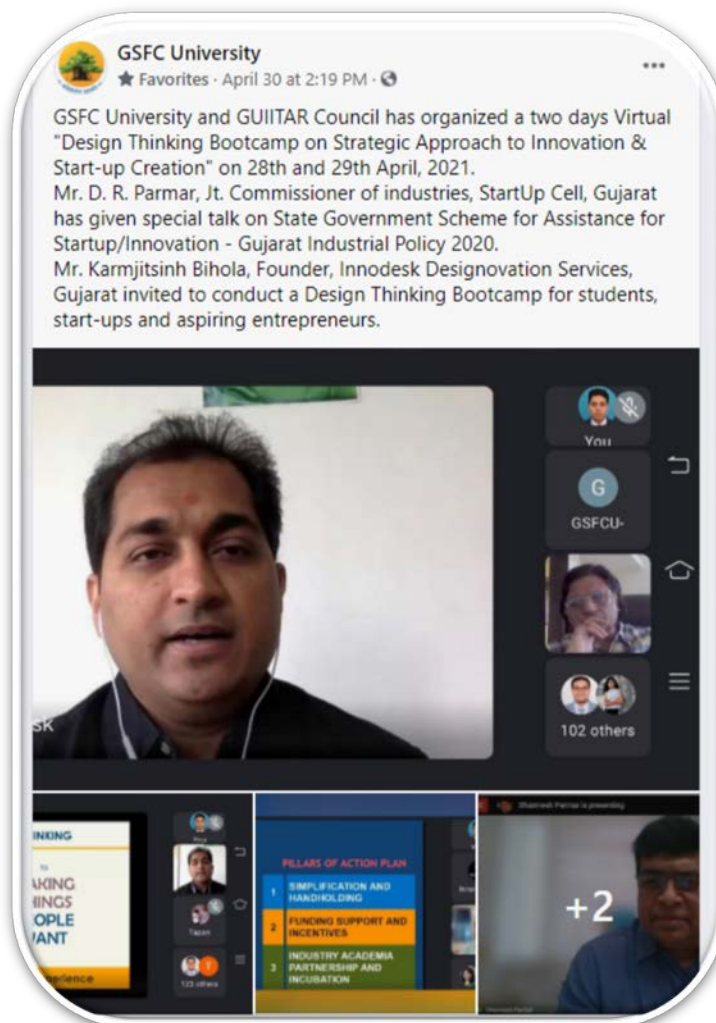 GSFC University
Favorites · April 30 at 2:19 PM ·
GSFC University and GUIITAR Council has organized a two days Virtual
"Design Thinking Bootcamp on Strategic Approach to Innovation &
Start-up Creation" on 28th and 29th April, 2021.
Mr. D. R. Parmar, Jt. Commissioner of industries, StartUp Cell, Gujarat
has given special talk on State Government Scheme for Assistance for
Startup/Innovation - Gujarat Industrial Policy 2020.
Mr. Karmjitsinh Bihola, Founder, Innodesk Designovation Services,
Gujarat invited to conduct a Design Thinking Bootcamp for students,
start-ups and aspiring entrepreneurs.
You
G
GSFCU-
sk
102 others
INKING
TO
AKING
HINGS
OPLE
ANT
erience
You
Tapan
T
123 others
PILLARS OF ACTION PLAN
1 SIMPLIFICATION AND
HANDHOLDING
2 FUNDING SUPPORT AND
INCENTIVES
3 INDUSTRY ACADEMIA
PARTNERSHIP AND
INCUBATION
Parmar is presenting
+2